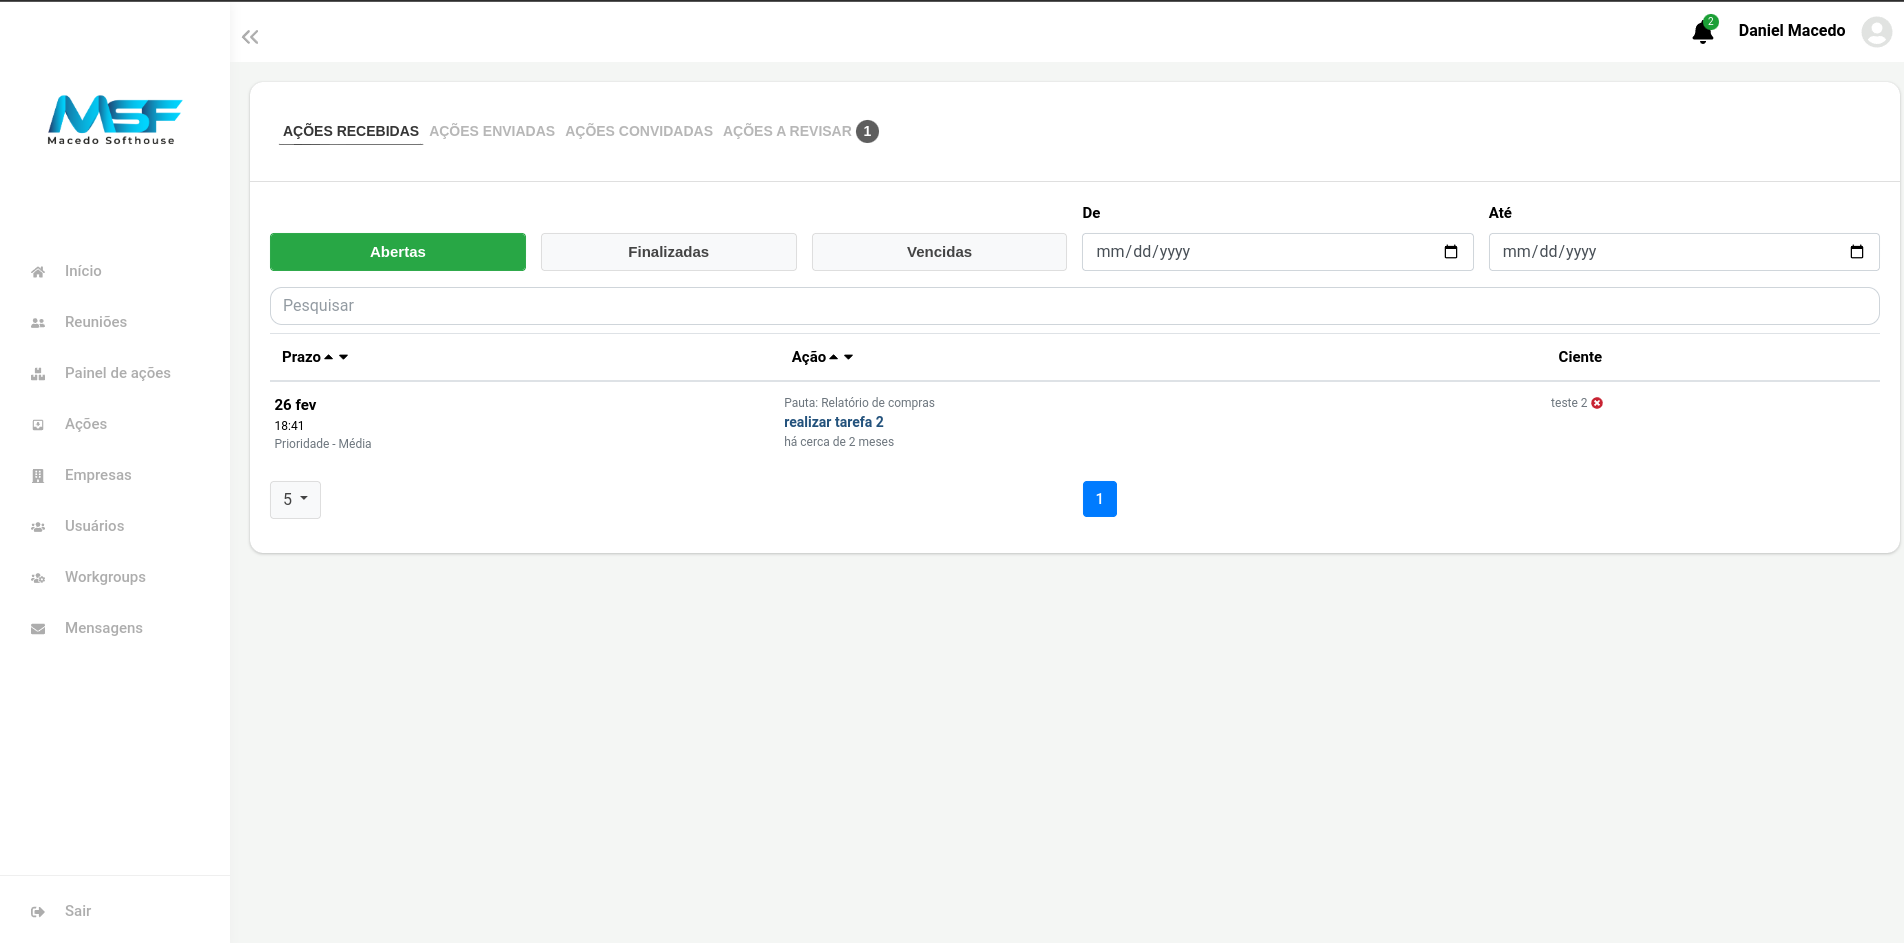 2
Daniel Macedo
MSF
Macedo Softhouse
AÇÕES RECEBIDAS AÇÕES ENVIADAS AÇÕES CONVIDADAS AÇÕES A REVISAR 1
De
Até
Abertas
Finalizadas
Vencidas
mm/dd/yyyy
mm/dd/yyyy
Pesquisar
Prazo
Ação
Ciente
26 fev
18:41
Prioridade - Média
Pauta: Relatório de compras
realizar tarefa 2
há cerca de 2 meses
teste 2
5
1
Início
Reuniões
Painel de ações
Ações
Empresas
Usuários
Workgroups
Mensagens
Sair